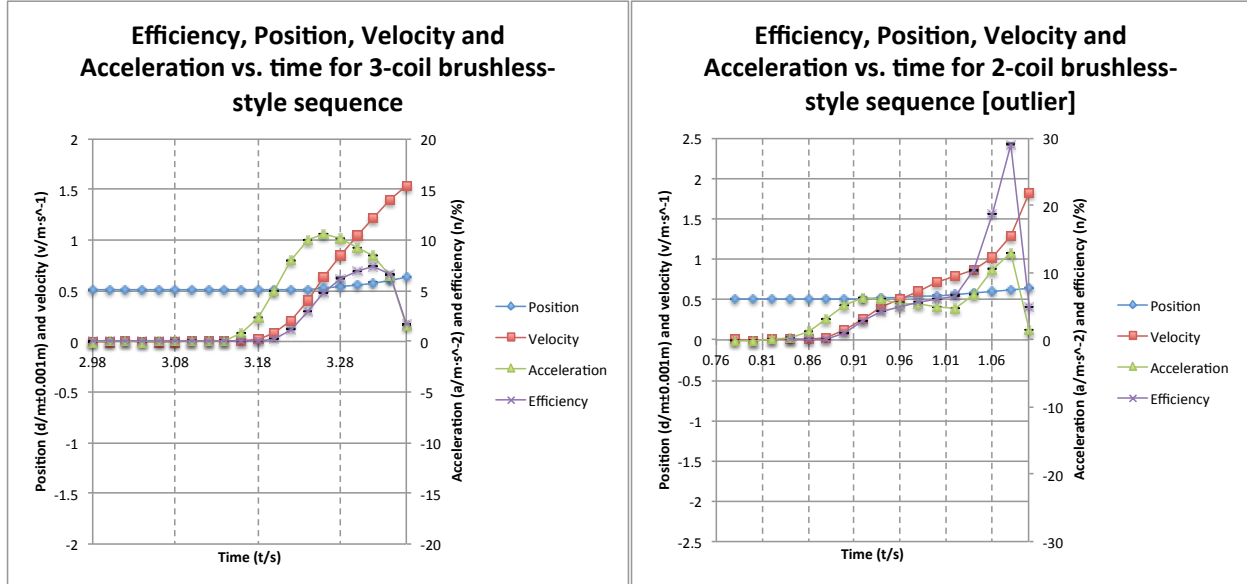 Efficiency, Position, Velocity and
Acceleration vs. time for 3-coil brushless-
style sequence
2
1.5
1
0.5
0
-0.5
-1
-1.5
-2
20
15
10
5
0
-5
-10
-15
-20
2.98
3.08
3.18
3.28
Position (d/m±0.001m) and velocity (v/m·s^-1)
Acceleration (a/m·s^-2) and efficiency (n/%)
Time (t/s)
Position
Velocity
Acceleration
Efficiency
Efficiency, Position, Velocity and
Acceleration vs. time for 2-coil brushless-
style sequence [outlier]
2.5
2
1.5
1
0.5
0
-0.5
-1
-1.5
-2
-2.5
30
20
10
0
-10
-20
-30
0.76
0.81
0.86
0.91
0.96
1.01
1.06
Position (d/m±0.001m) and velocity (v/m·s^-1)
Acceleration (a/m·s^-2) and efficiency (n/%)
Time (t/s)
Position
Velocity
Acceleration
Efficiency